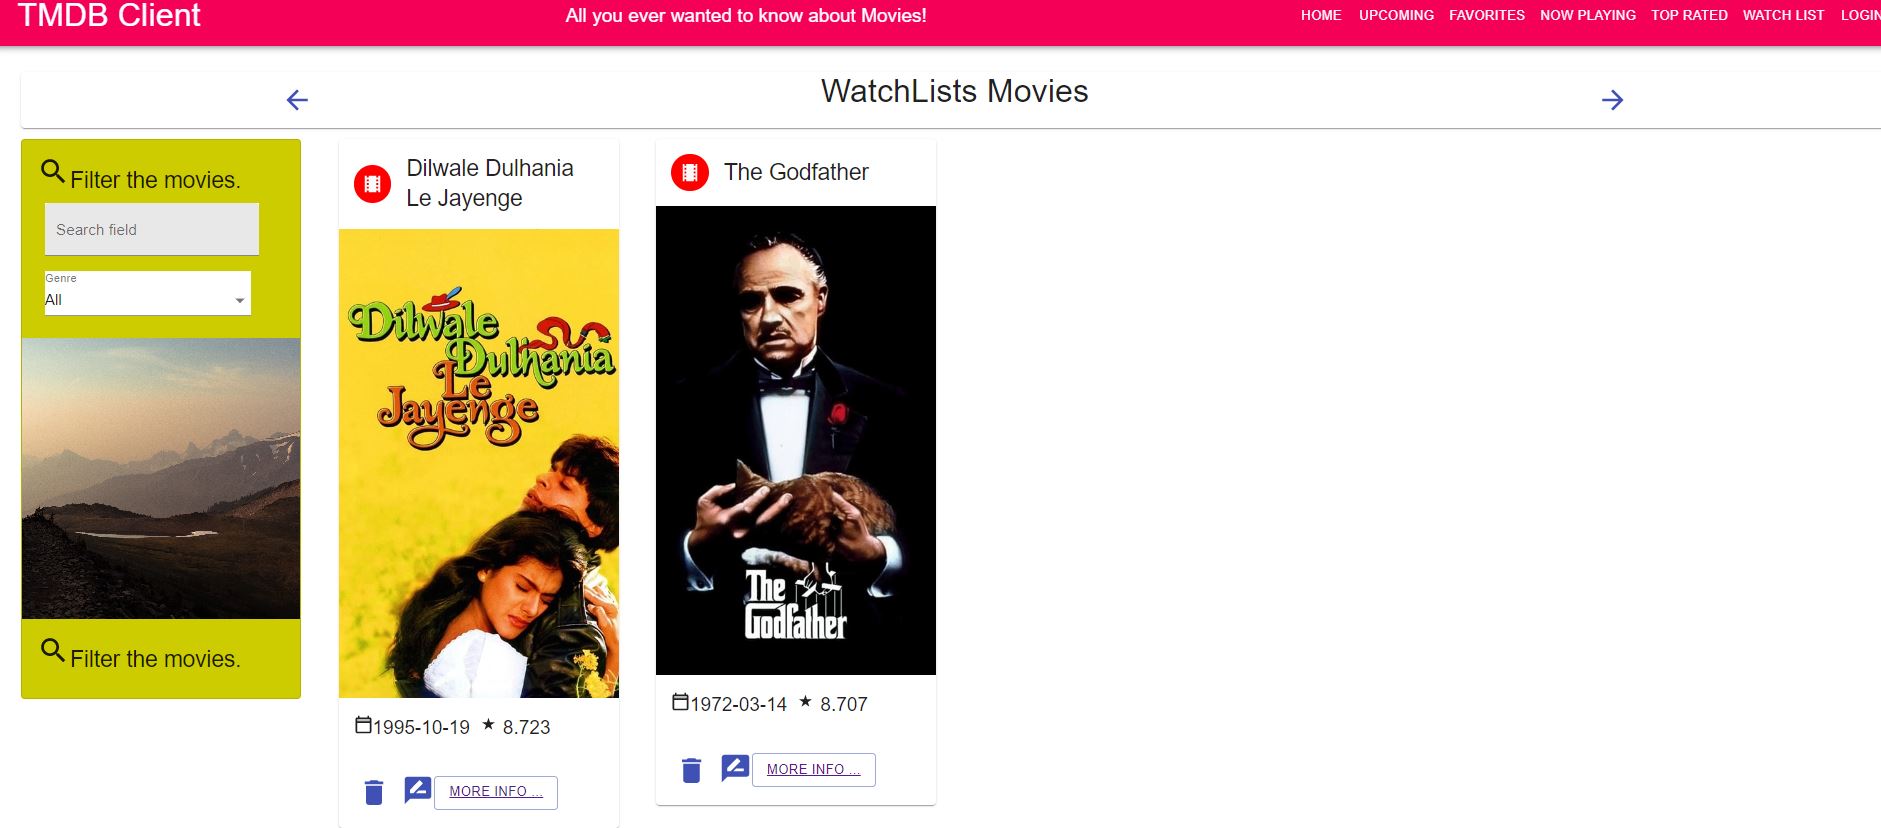 TMDB Client
All you ever wanted to know about Movies!
HOME UPCOMING FAVORITES NOW PLAYING TOP RATED WATCH LIST LOGIN
WatchLists Movies
Filter the movies.
Search field
Genre
All
Filter the movies.
Dilwale Dulhania
Le Jayenge
Dilwale
Dulhania
Le
Jayenge
1995-10-19 ★ 8.723
MORE INFO ...
The Godfather
The
Godfather
1972-03-14 ★ 8.707
MORE INFO ...